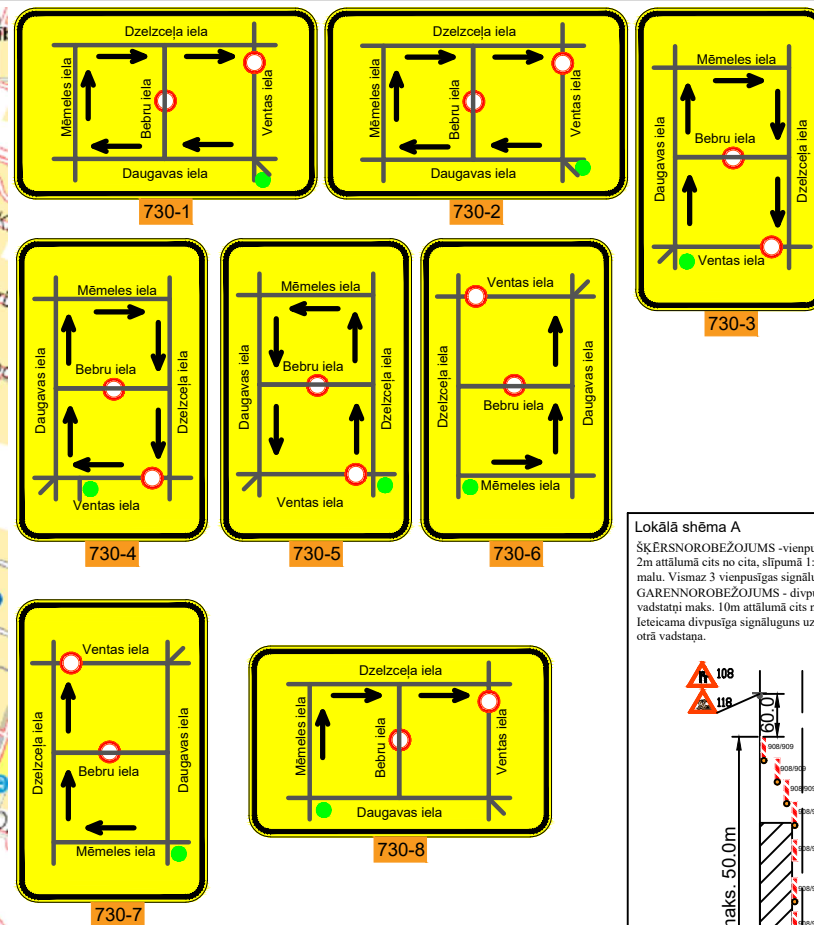 Dzelzceļa iela
Mēmeles iela
Bebru iela
Ventas iela
Daugavas iela
730-1
Dzelzceļa iela
Mēmeles iela
Bebru iela
Ventas iela
Daugavas iela
730-2
Mēmeles iela
Daugavas iela
Bebru iela
Dzelzceļa iela
Ventas iela
730-3
Mēmeles iela
Daugavas iela
Bebru iela
Dzelzceļa iela
Ventas iela
730-4
Mēmeles iela
Daugavas iela
Bebru iela
Dzelzceļa iela
Ventas iela
730-5
Ventas iela
Dzelzceļa iela
Bebru iela
Daugavas iela
Mēmeles iela
730-6
Ventas iela
Dzelzceļa iela
Bebru iela
Daugavas iela
Mēmeles iela
730-7
Dzelzceļa iela
Mēmeles iela
Bebru iela
Ventas iela
Daugavas iela
730-8
Lokālā shēma A
ŠĶĒRSNOROBEŽOJUMS -vienpu
2m attālumā cits no cita, slīpumā 1:
malu. Vismaz 3 vienpusīgas signālu
GARENNOROBEŽOJUMS - divpu
vadstatņi maks. 10m attālumā cits n
Ieteicama divpusīga signāluguns uz
otrā vadstaņa.
108
118
60.0
908/909
908/909
908/909
maks. 50.0m